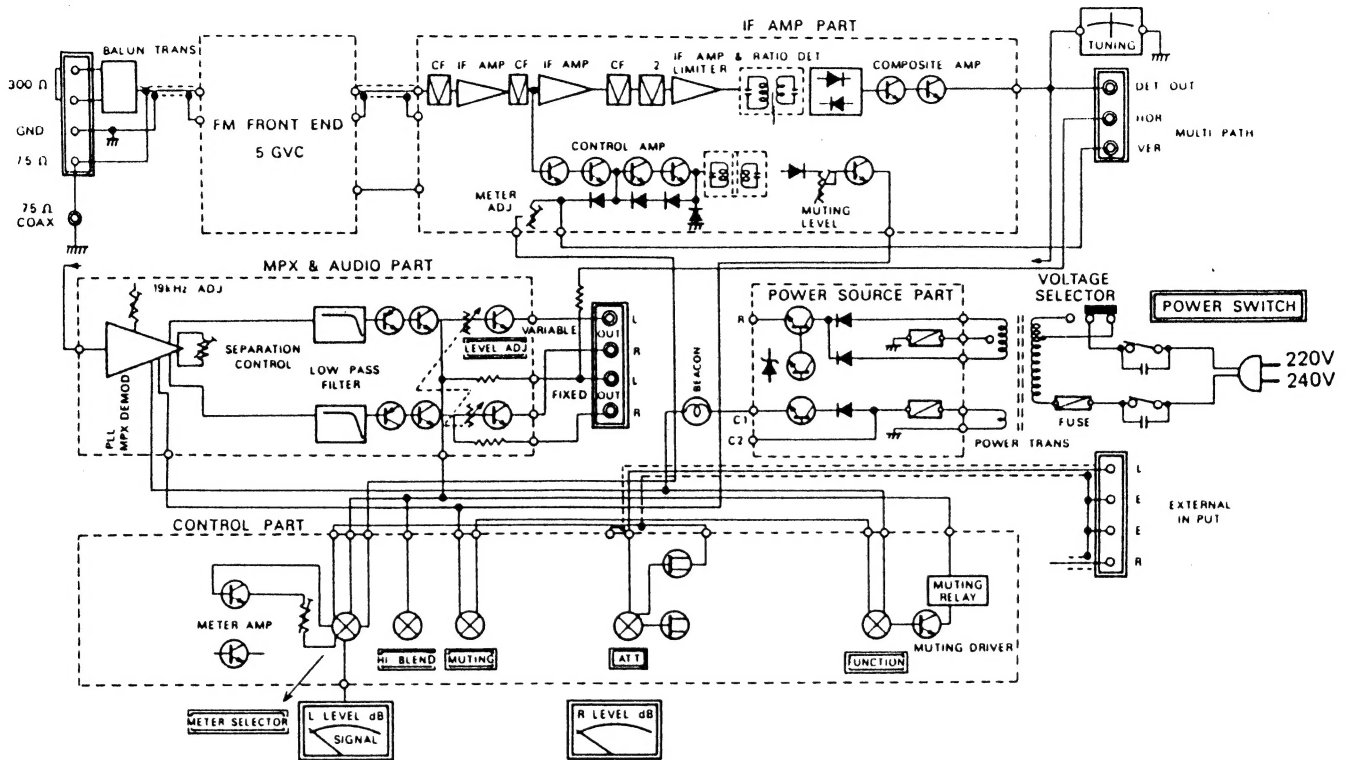 IF AMP PART
BALUN TRANS
TUNING
300 Ω
GND
75 Ω
75 Ω
COAX
FM FRONT END
5 GVC
CF
IF AMP
CF
IF AMP
CF
2
IF AMP & RATIO DET
LIMITER
COMPOSITE AMP
DET OUT
HOR
MULTI PATH
VER
CONTROL AMP
METER
ADJ
MUTING
LEVEL
MPX & AUDIO PART
19kHz ADJ
SEPARATION
CONTROL
LOW PASS
FILTER
PLL
MPX DEMOD
LEVEL ADJ
VARIABLE
OUT
L
R
FIXED
OUT
L
R
BEACON
POWER SOURCE PART
R
C1
C2
POWER TRANS
VOLTAGE
SELECTOR
POWER SWITCH
220V
240V
FUSE
L
E
E
R
EXTERNAL
IN PUT
CONTROL PART
METER AMP
HI BLEND
MUTING
ATT
FUNCTION
MUTING
RELAY
MUTING DRIVER
METER SELECTOR
L LEVEL dB
SIGNAL
R LEVEL dB